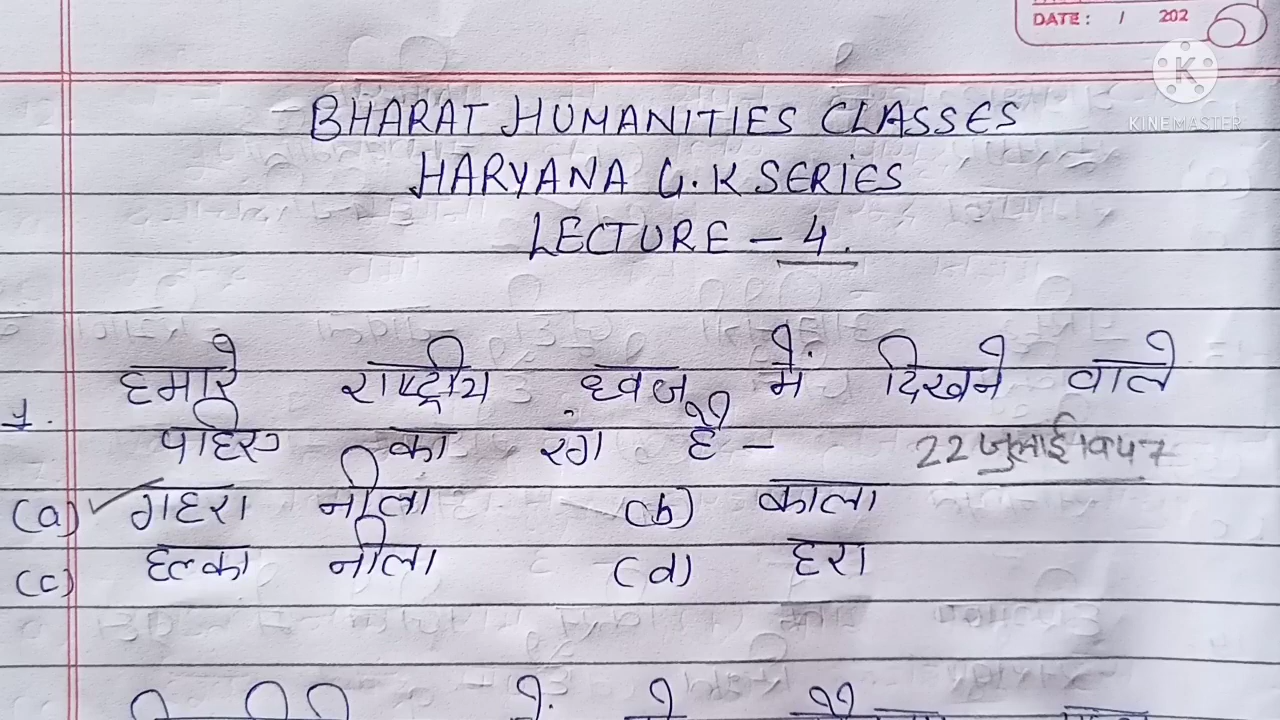 DATE: / 202
KINEMASTER
BHARAT HUMANITIES CLASSES
HARYANA G.K SERIES
LECTURE - 4.
1. हमारे राष्ट्रीय ध्वज में दिखने वाले
पहिए का रंग है - 22 जुलाई 1947
(a) ✓ गहरा नीला (b) काला
(c) हल्का नीला (d) हरा